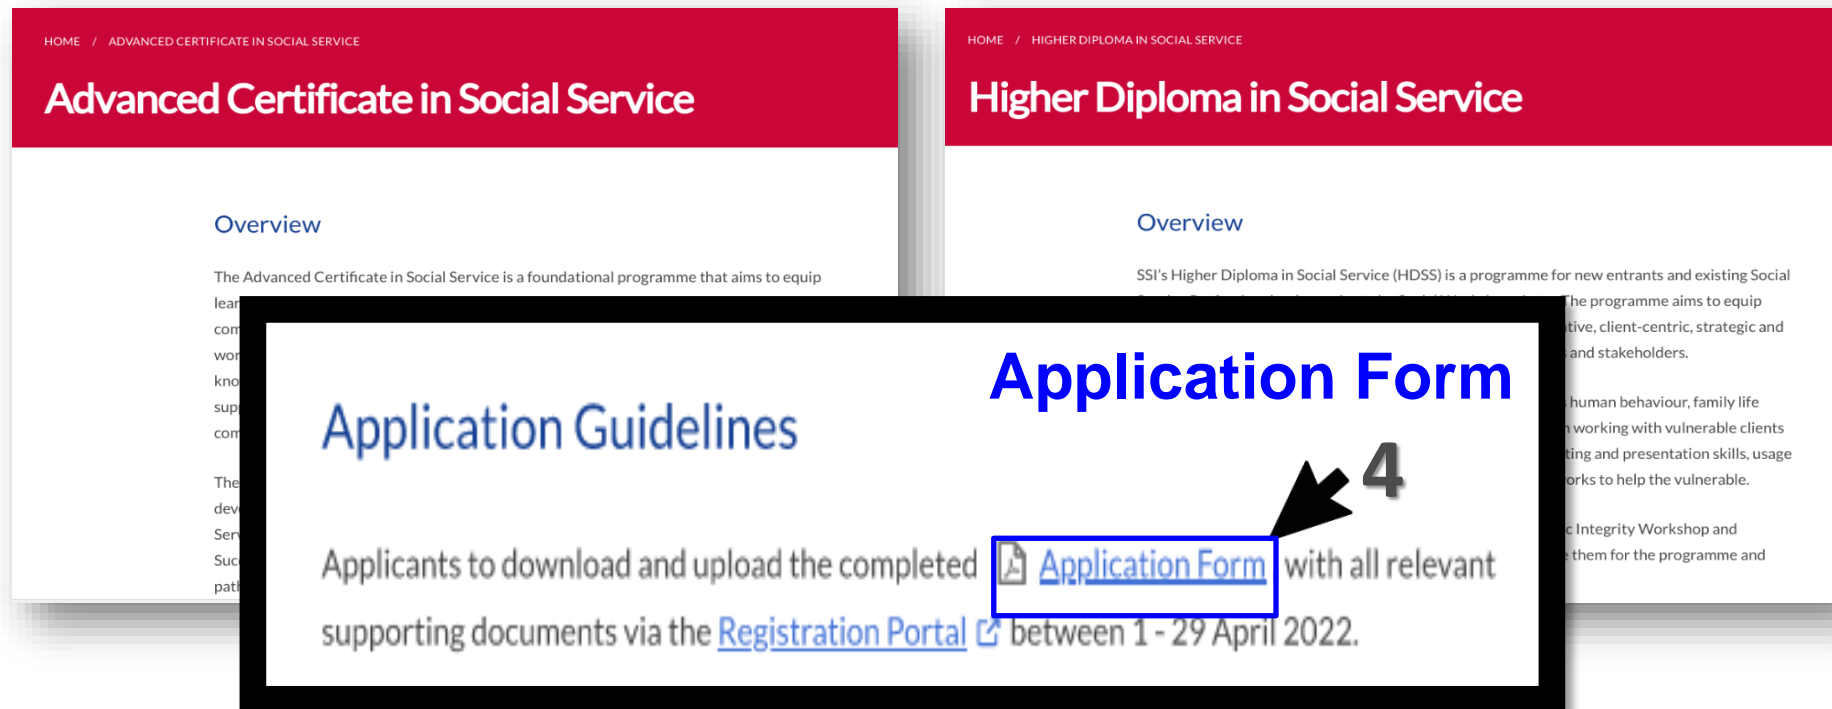 HOME / ADVANCED CERTIFICATE IN SOCIAL SERVICE
Advanced Certificate in Social Service
Overview
The Advanced Certificate in Social Service is a foundational programme that aims to equip
The
HOME / HIGHER DIPLOMA IN SOCIAL SERVICE
Higher Diploma in Social Service
Overview
SSI's Higher Diploma in Social Service (HDSS) is a programme for new entrants and existing Social
The programme aims to equip
client-centric, strategic and
and stakeholders.
human behaviour, family life
working with vulnerable clients
and presentation skills, usage
to help the vulnerable.
Integrity Workshop and
them for the programme and
Application Form
4
Application Guidelines
Applicants to download and upload the completed Application Form with all relevant
supporting documents via the Registration Portal between 1 - 29 April 2022.